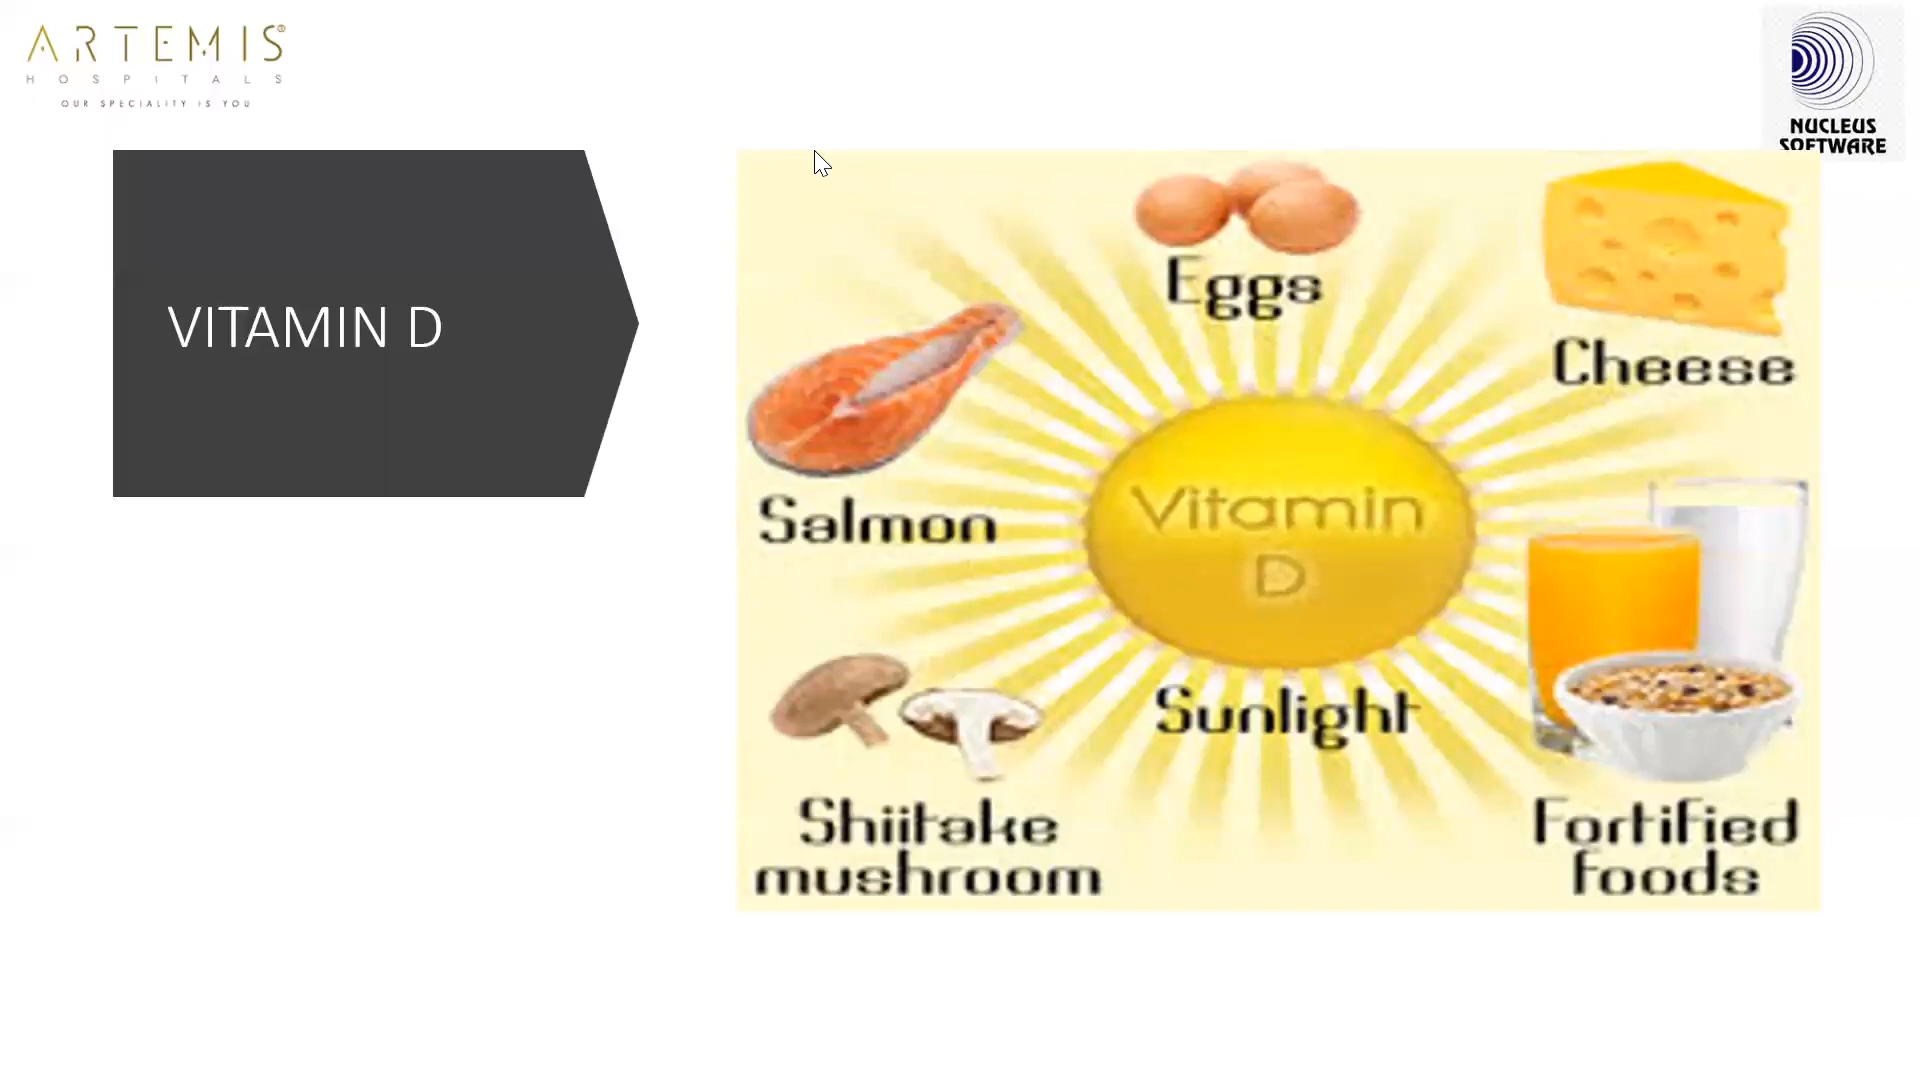 ARTEMIS®
HOSPITALS
OUR SPECIALITY IS YOU
NUCLEUS
SOFTWARE
VITAMIN D
Eggs
Cheese
Salmon
Vitamin
D
Sunlight
Shiitake
mushroom
Fortified
foods